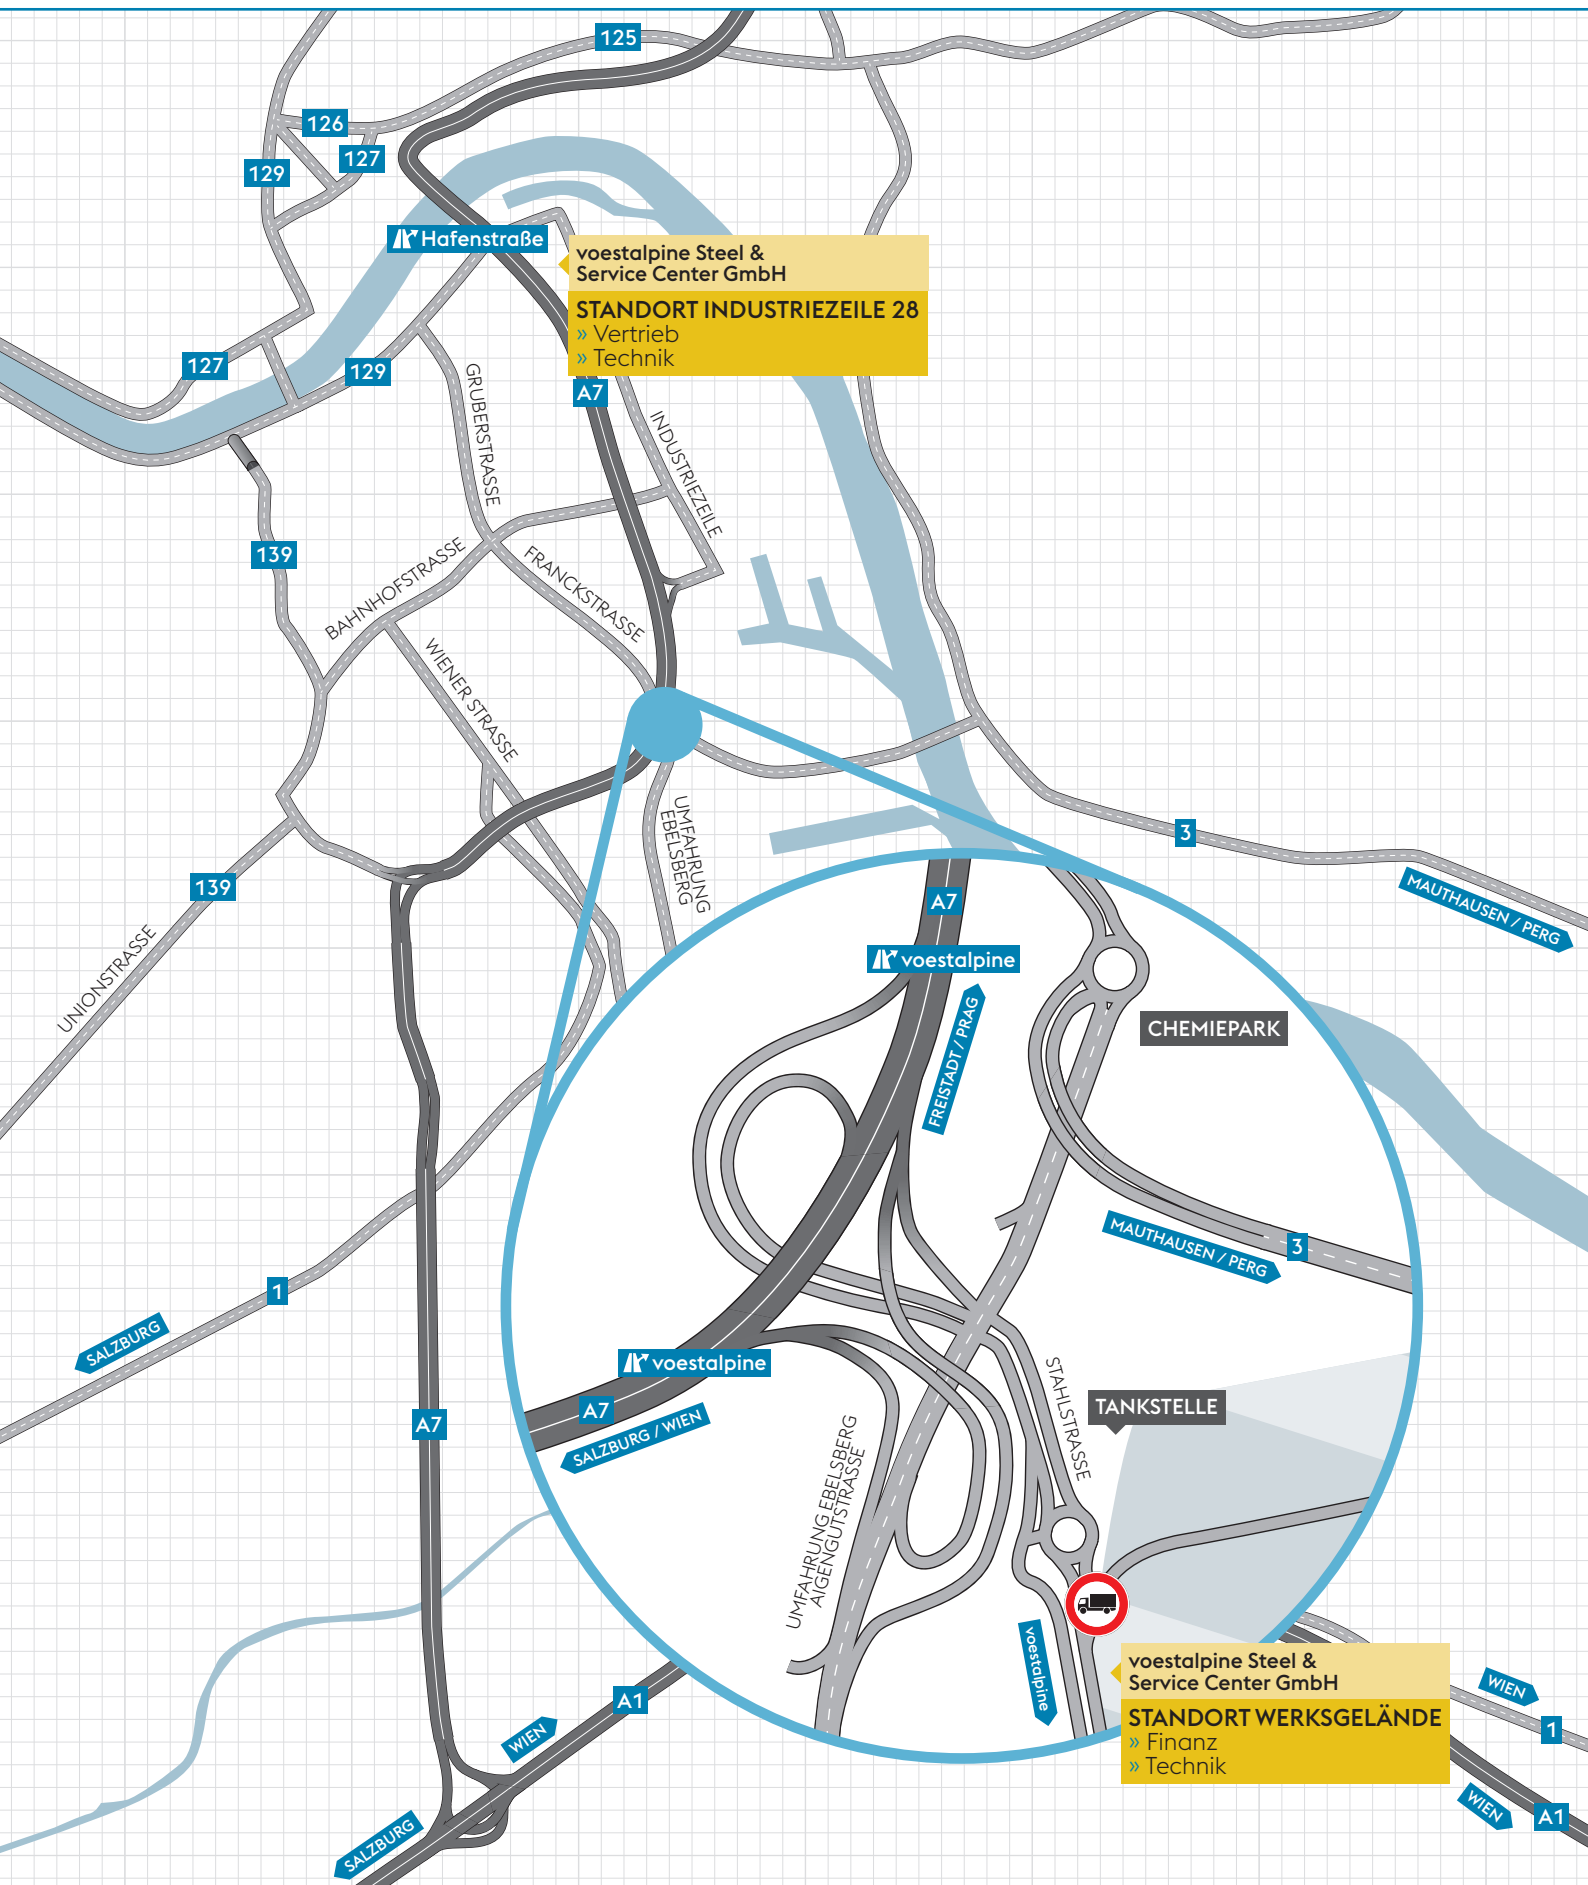 125
126
127
129
Hafenstraße
voestalpine Steel &
Service Center GmbH
STANDORT INDUSTRIEZEILE 28
» Vertrieb
» Technik
127
129
A7
GRUBERSTRASSE
INDUSTRIEZEILE
139
BAHNHOFSTRASSE
FRANCKSTRASSE
WIENER STRASSE
UMFAHRUNG
EBELSBERG
3
MAUTHAUSEN / PERG
139
UNIONSTRASSE
A7
voestalpine
FREISTADT / PRAG
CHEMIEPARK
MAUTHAUSEN / PERG
3
1
SALZBURG
voestalpine
A7
SALZBURG / WIEN
A7
STAHLSTRASSE
TANKSTELLE
UMFAHRUNG EBELSBERG
AIGENGUTSTRASSE
voestalpine
voestalpine Steel &
Service Center GmbH
STANDORT WERKSGELÄNDE
» Finanz
» Technik
WIEN
1
A1
WIEN
WIEN
A1
SALZBURG